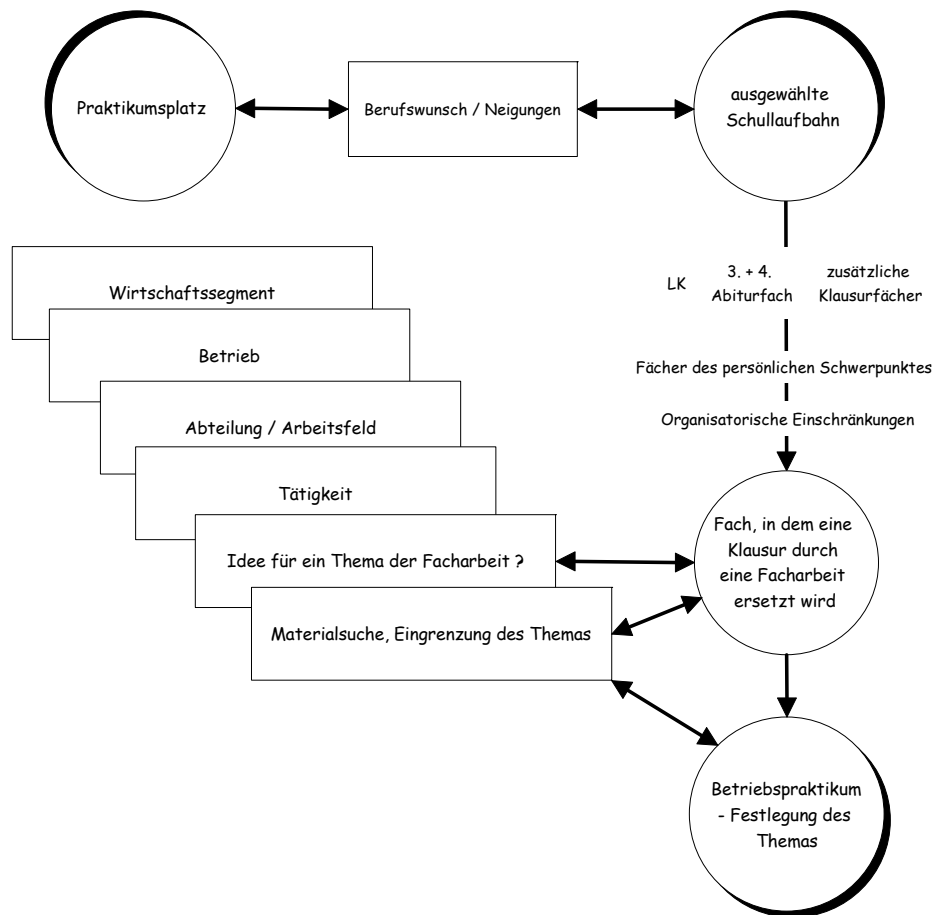 Praktikumsplatz
Berufswunsch / Neigungen
ausgewählte
Schullaufbahn
LK
3. + 4.
Abiturfach
zusätzliche
Klausurfächer
Wirtschaftssegment
Betrieb
Fächer des persönlichen Schwerpunktes
Organisatorische Einschränkungen
Abteilung / Arbeitsfeld
Tätigkeit
Idee für ein Thema der Facharbeit ?
Fach, in dem eine
Klausur durch
eine Facharbeit
ersetzt wird
Materialsuche, Eingrenzung des Themas
Betriebspraktikum
- Festlegung des
Themas